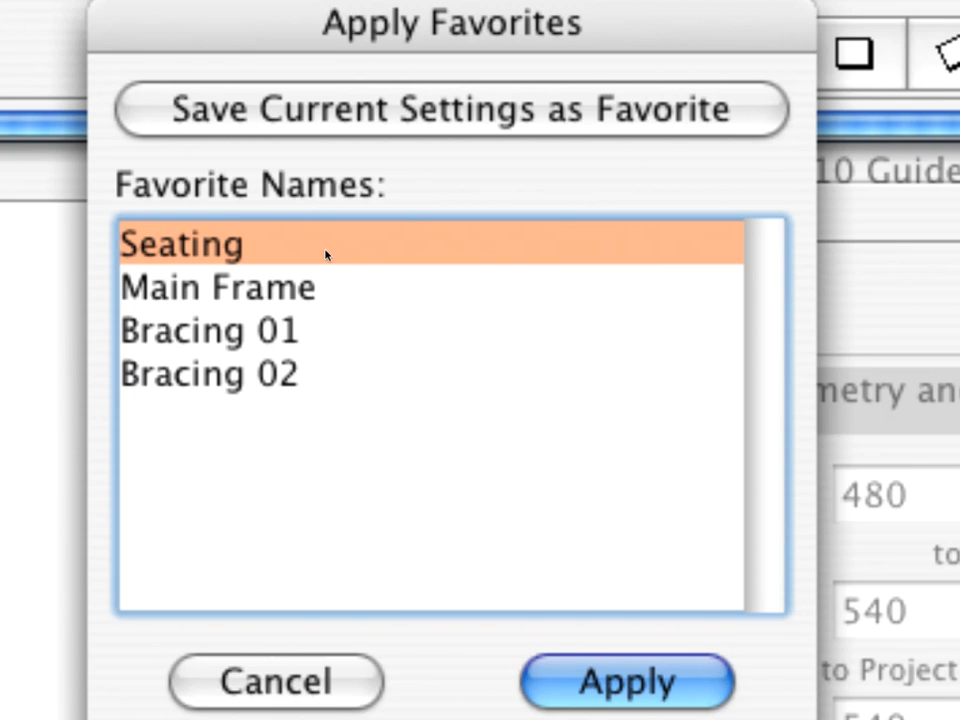 Apply Favorites
Save Current Settings as Favorite
10 Guide
Favorite Names:
Seating
Main Frame
Bracing 01
Bracing 02
metry an
480
to
540
to Project
Cancel
Apply